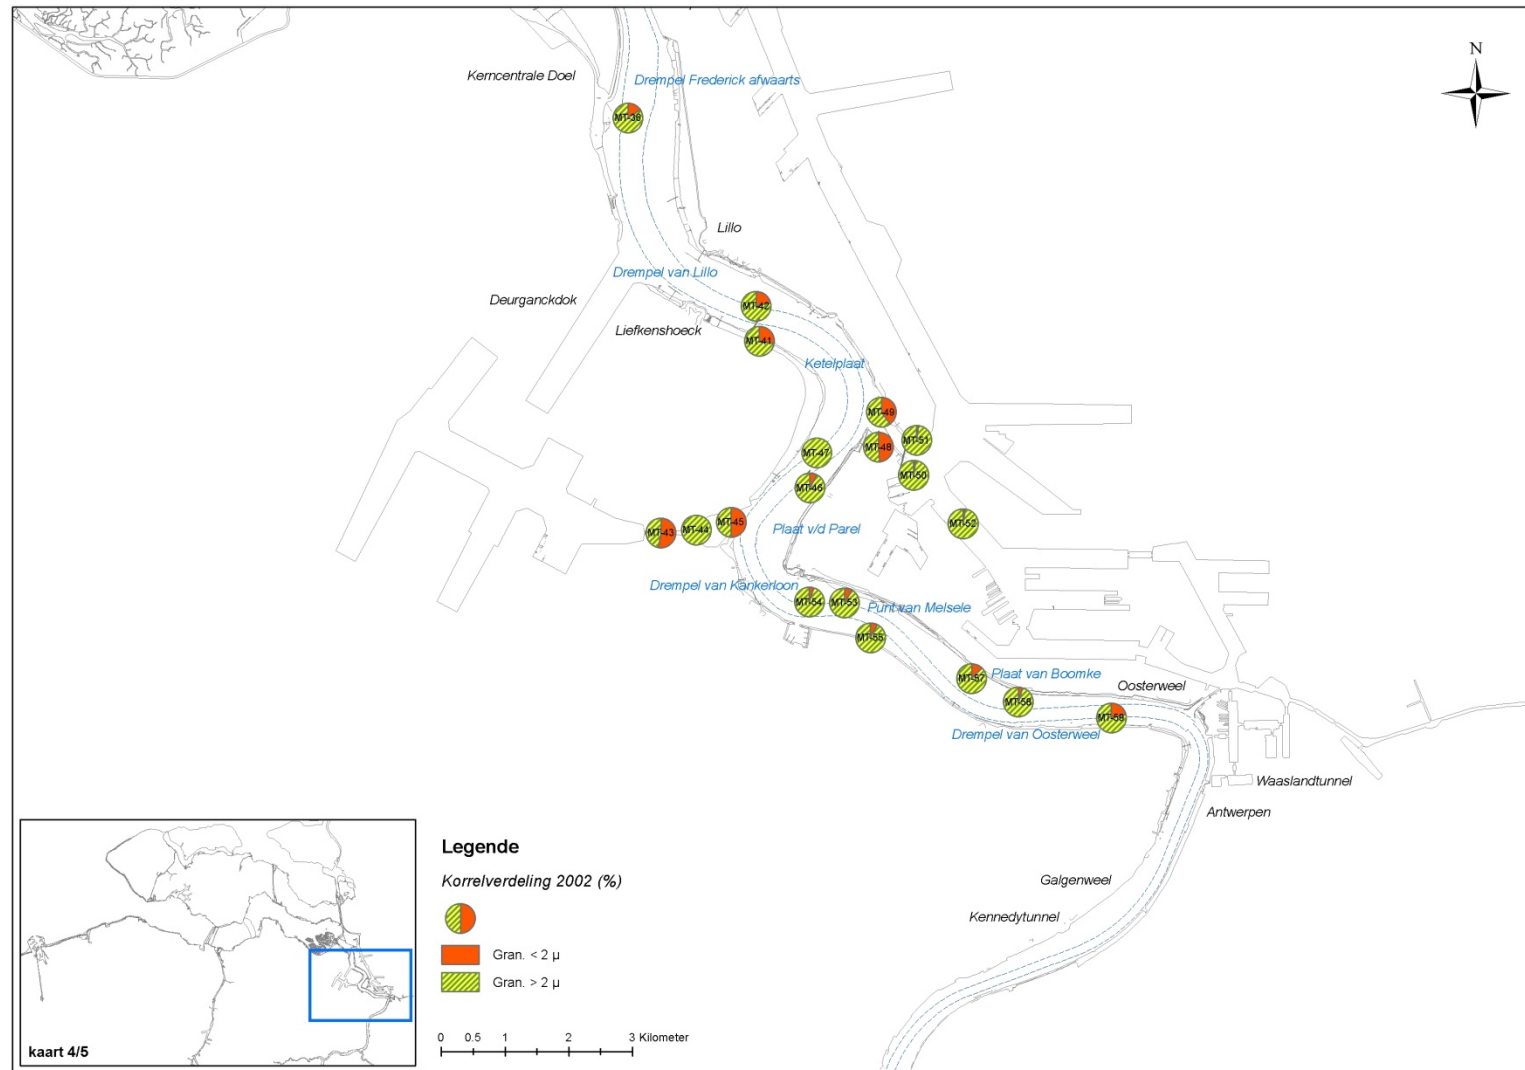 N
Kerncentrale Doel
Drempel Frederick afwaarts
MT-36
Lillo
Drempel van Lillo
Deurganckdok
MT-42
Liefkenshoeck
MT-41
Ketelplaat
MT-49
MT-51
MT-48
MT-47
MT-50
MT-46
MT-45
MT-52
MT-43
MT-44
Plaat v/d Parel
Drempel van Kankerloon
MT-54
MT-53
Punt van Melsele
MT-55
Plaat van Boomke
MT-57
Oosterweel
MT-58
MT-59
Drempel van Oosterweel
Waaslandtunnel
Antwerpen
Galgenweel
Kennedytunnel
Legende
Korrelverdeling 2002 (%)
Gran. < 2 µ
Gran. > 2 µ
0 0.5 1 2 3 Kilometer
kaart 4/5